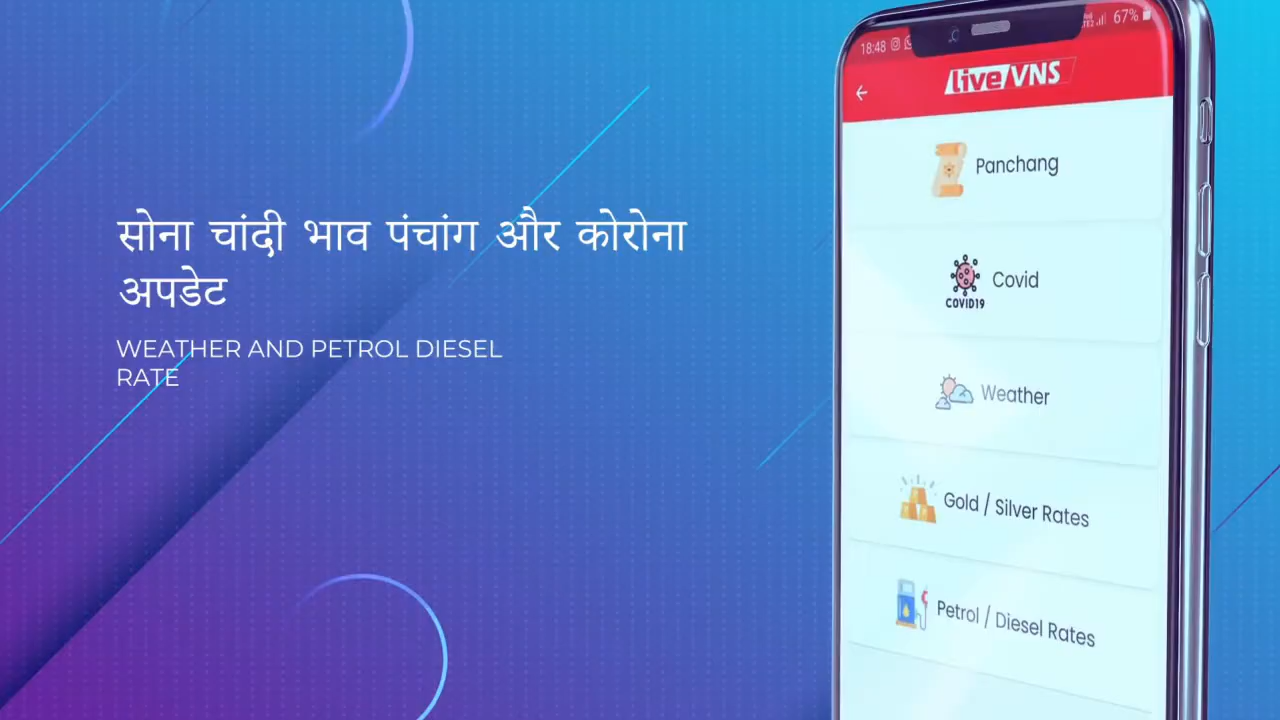 सोना चांदी भाव पंचांग और कोरोना
अपडेट
WEATHER AND PETROL DIESEL
RATE
18:48
67%
live VNS
Panchang
COVID19
Covid
Weather
Gold / Silver Rates
Petrol / Diesel Rates